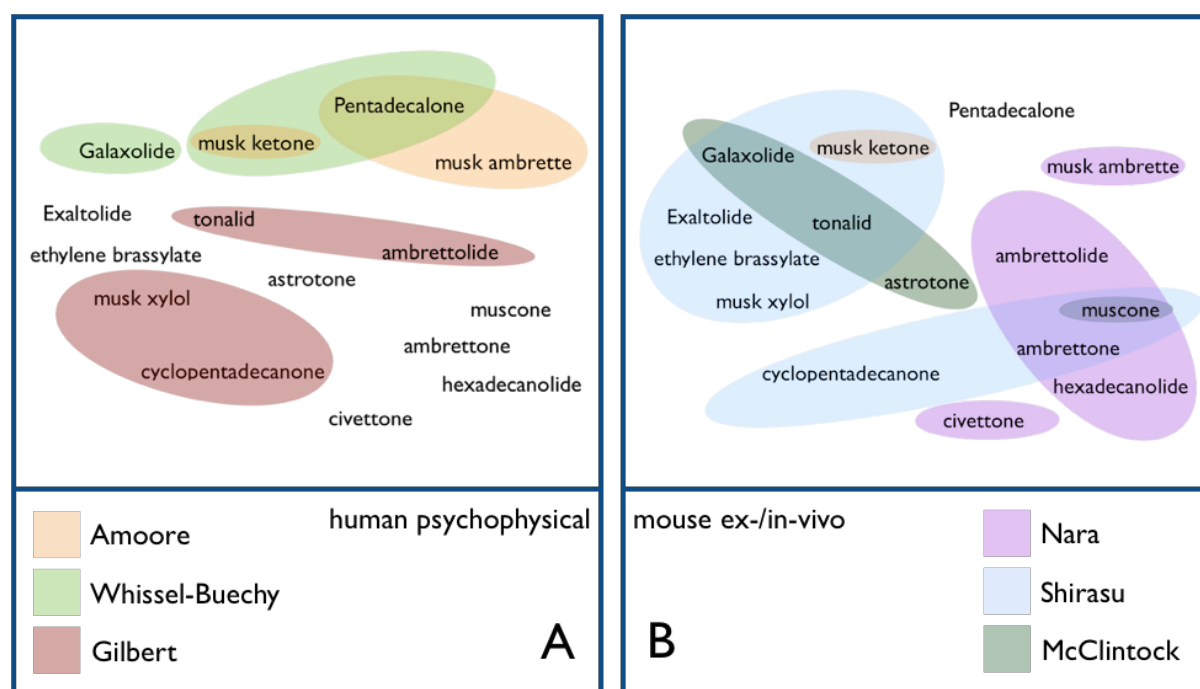 Pentadecalone
Galaxolide
musk ketone
musk ambrette
Exaltolide
tonalid
ethylene brassylate
ambrettolide
astrotone
musk xylol
muscone
ambrettone
cyclopentadecanone
hexadecanolide
civettone
Amoore
human psychophysical
Whissel-Buechy
Gilbert
A
Pentadecalone
Galaxolide
musk ketone
musk ambrette
Exaltolide
tonalid
ethylene brassylate
ambrettolide
astrotone
musk xylol
muscone
ambrettone
cyclopentadecanone
hexadecanolide
civettone
mouse ex-/in-vivo
Nara
Shirasu
McClintock
B